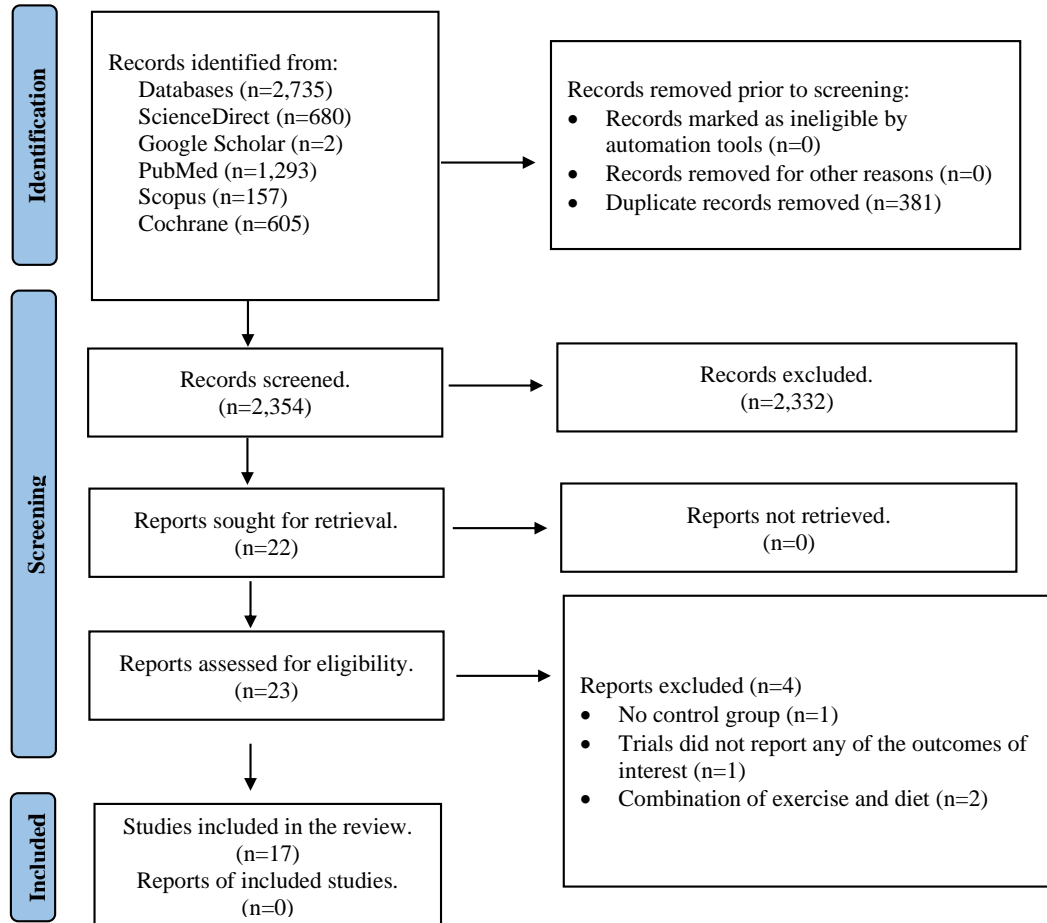 Identification
Records identified from:
Databases (n=2,735)
ScienceDirect (n=680)
Google Scholar (n=2)
PubMed (n=1,293)
Scopus (n=157)
Cochrane (n=605)
Records removed prior to screening:
• Records marked as ineligible by
automation tools (n=0)
• Records removed for other reasons (n=0)
• Duplicate records removed (n=381)
Screening
Records screened.
(n=2,354)
Records excluded.
(n=2,332)
Reports sought for retrieval.
(n=22)
Reports not retrieved.
(n=0)
Reports assessed for eligibility.
(n=23)
Reports excluded (n=4)
• No control group (n=1)
• Trials did not report any of the outcomes of
interest (n=1)
• Combination of exercise and diet (n=2)
Included
Studies included in the review.
(n=17)
Reports of included studies.
(n=0)